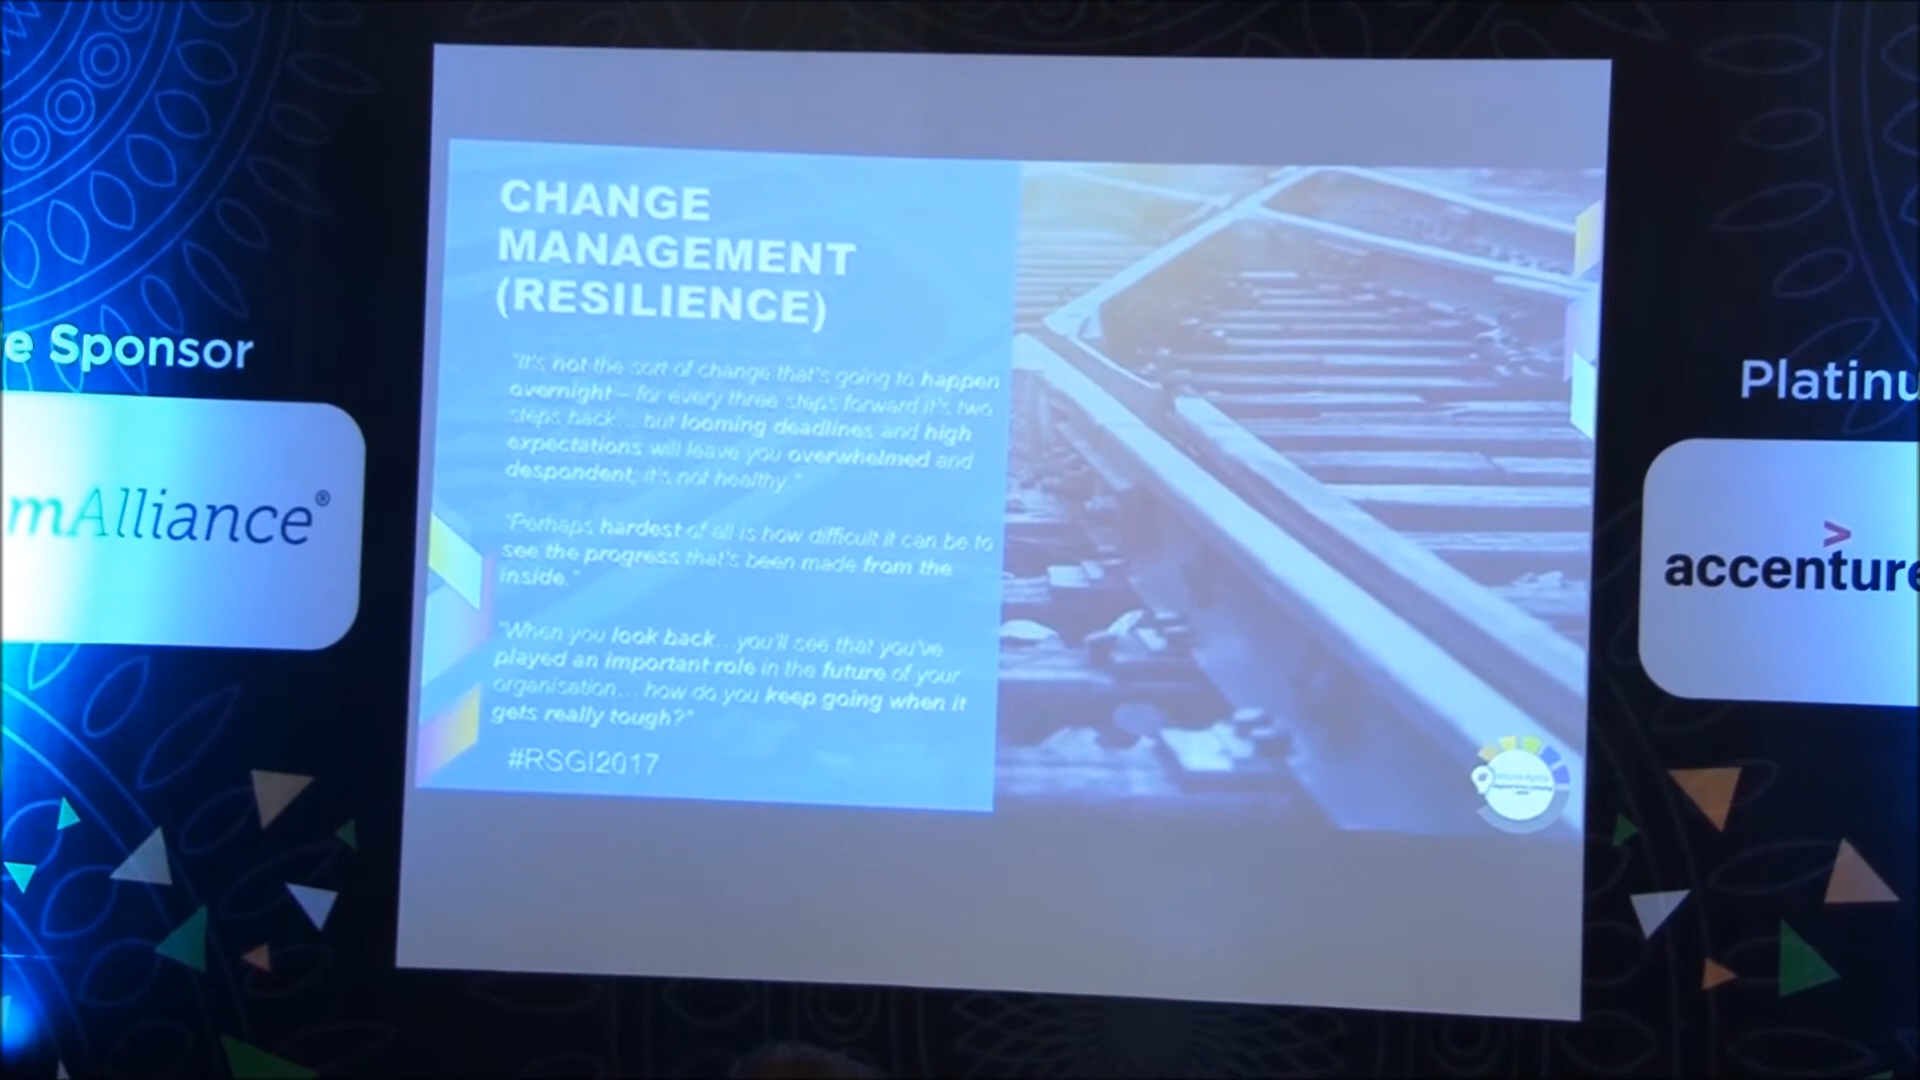 CHANGE
MANAGEMENT
(RESILIENCE)
"It's not the sort of change that's going to happen
overnight – for every three steps forward it's two
steps back... but looming deadlines and high
expectations will leave you overwhelmed and
despondent; it's not healthy."
"Perhaps hardest of all is how difficult it can be to
see the progress that's been made from the
inside."
"When you look back...you'll see that you've
played an important role in the future of your
organisation... how do you keep going when it
gets really tough?"
#RSGI2017
e Sponsor
mAlliance®
Platinu
>
accenture